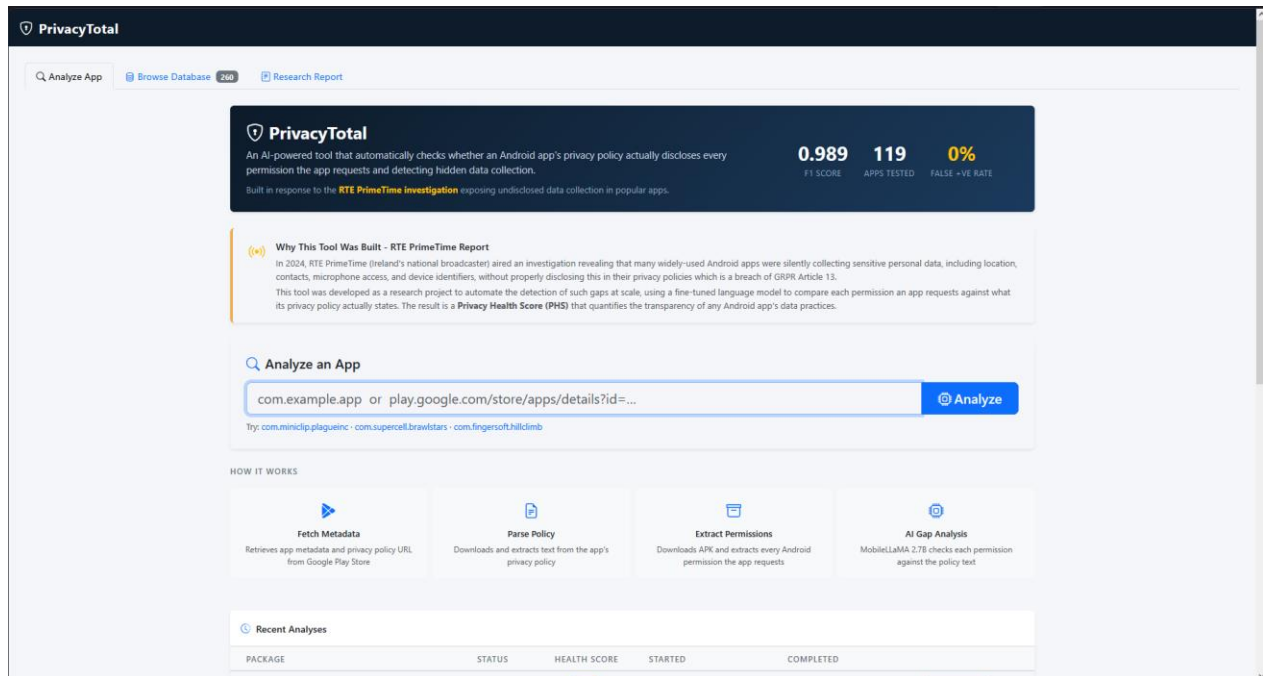 PrivacyTotal
Analyze App
Browse Database 260
Research Report
PrivacyTotal
An AI-powered tool that automatically checks whether an Android app's privacy policy actually discloses every
permission the app requests and detecting hidden data collection.
Built in response to the RTE PrimeTime investigation exposing undisclosed data collection in popular apps.
0.989
F1 SCORE
119
APPS TESTED
0%
FALSE +VE RATE
Why This Tool Was Built - RTE PrimeTime Report
In 2024, RTE PrimeTime (Ireland's national broadcaster) aired an investigation revealing that many widely-used Android apps were silently collecting sensitive personal data, including location,
contacts, microphone access, and device identifiers, without properly disclosing this in their privacy policies which is a breach of GRPR Article 13.
This tool was developed as a research project to automate the detection of such gaps at scale, using a fine-tuned language model to compare each permission an app requests against what
its privacy policy actually states. The result is a Privacy Health Score (PHS) that quantifies the transparency of any Android app's data practices.
Analyze an App
com.example.app or play.google.com/store/apps/details?id=...
Analyze
Try: com.miniclip.plagueinc · com.supercell.brawlstars · com.fingersoft.hillclimb
HOW IT WORKS
Fetch Metadata
Retrieves app metadata and privacy policy URL
from Google Play Store
Parse Policy
Downloads and extracts text from the app's
privacy policy
Extract Permissions
Downloads APK and extracts every Android
permission the app requests
AI Gap Analysis
MobileLLaMA 2.7B checks each permission
against the policy text
Recent Analyses
PACKAGE STATUS HEALTH SCORE STARTED COMPLETED